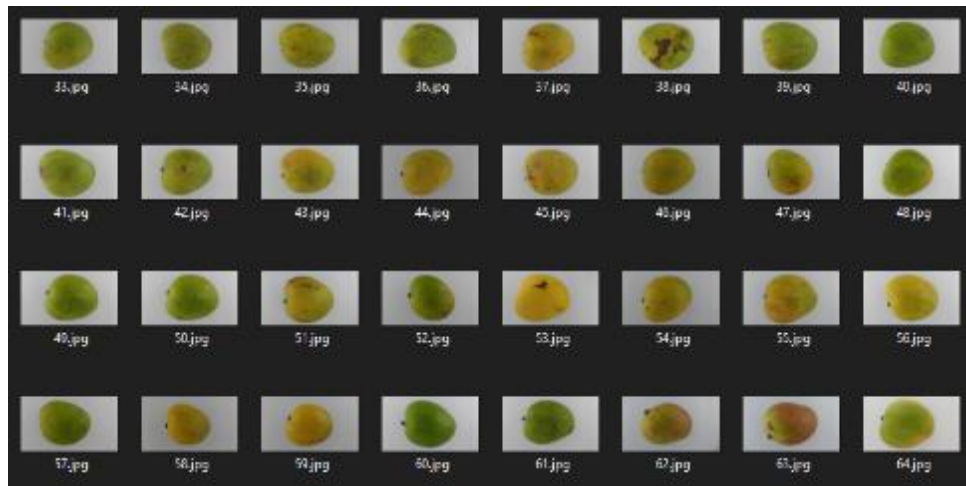 33.jpg 34.jpg 35.jpg 36.jpg 37.jpg 38.jpg 39.jpg 40.jpg
41.jpg 42.jpg 43.jpg 44.jpg 45.jpg 46.jpg 47.jpg 48.jpg
49.jpg 50.jpg 51.jpg 52.jpg 53.jpg 54.jpg 55.jpg 56.jpg
57.jpg 58.jpg 59.jpg 60.jpg 61.jpg 62.jpg 63.jpg 64.jpg